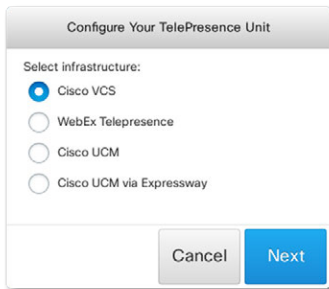 Configure Your TelePresence Unit
Select infrastructure:
Cisco VCS
WebEx Telepresence
Cisco UCM
Cisco UCM via Expressway
Cancel
Next